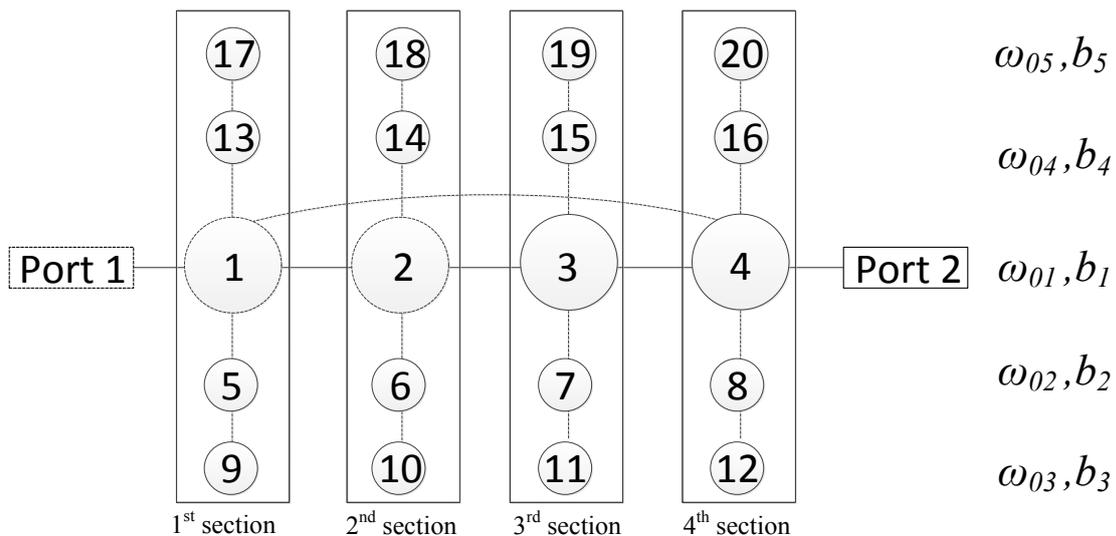 17 18 19 20 ω05,b5
13 14 15 16 ω04,b4
Port 1 1 2 3 4 Port 2 ω01,b1
5 6 7 8 ω02,b2
9 10 11 12 ω03,b3
1st section 2nd section 3rd section 4th section